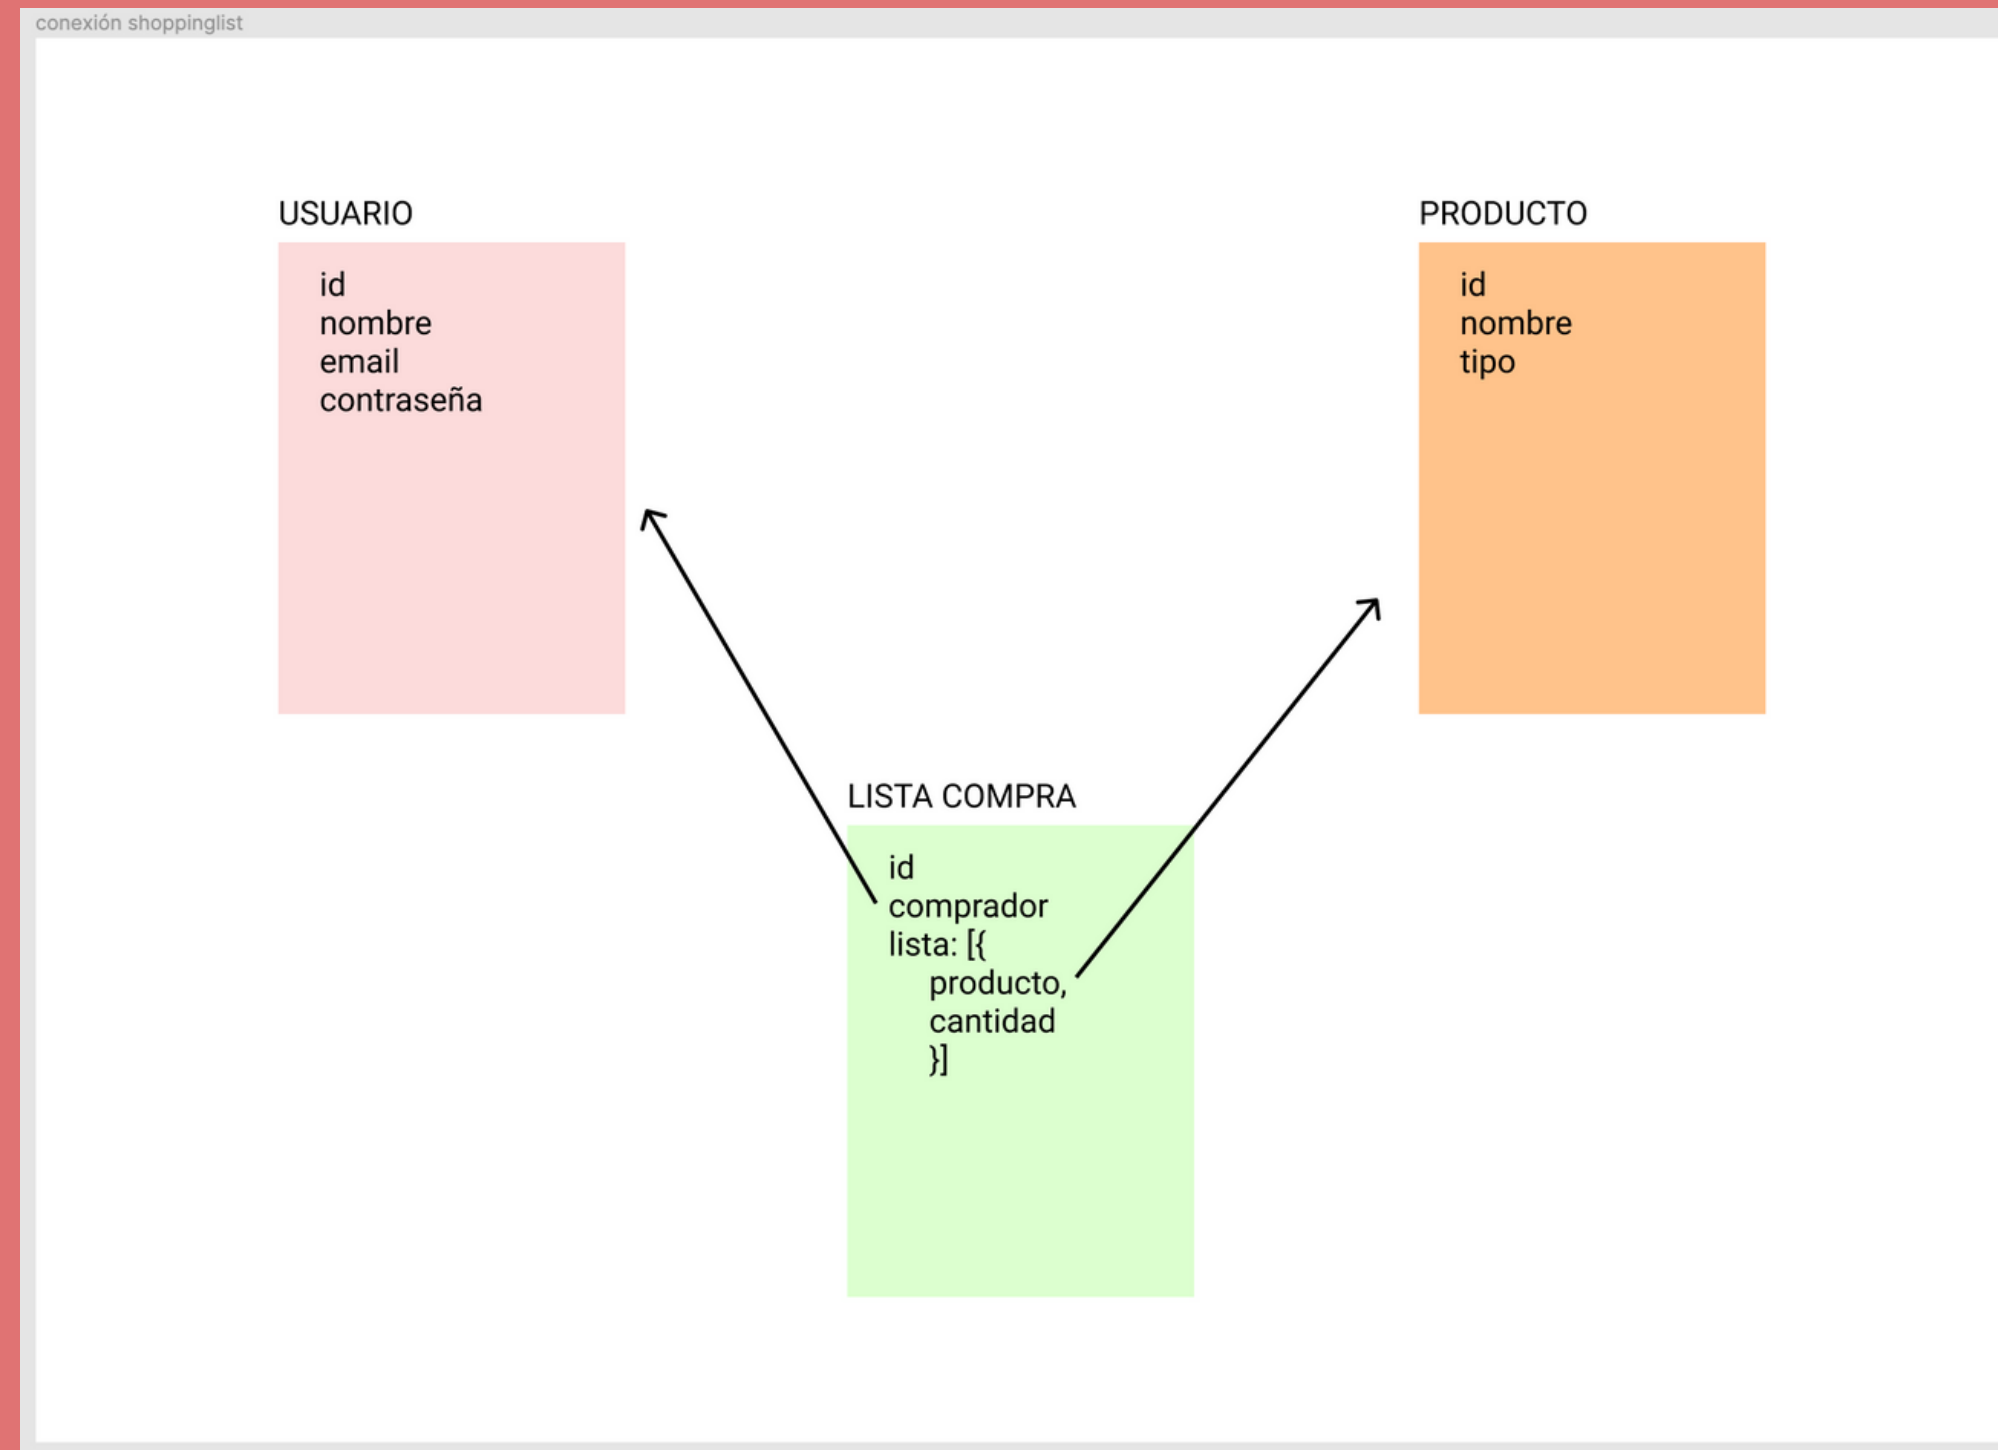 conexión shoppinglist
USUARIO
id
nombre
email
contraseña
PRODUCTO
id
nombre
tipo
LISTA COMPRA
id
comprador
lista: [{
producto,
cantidad
}]